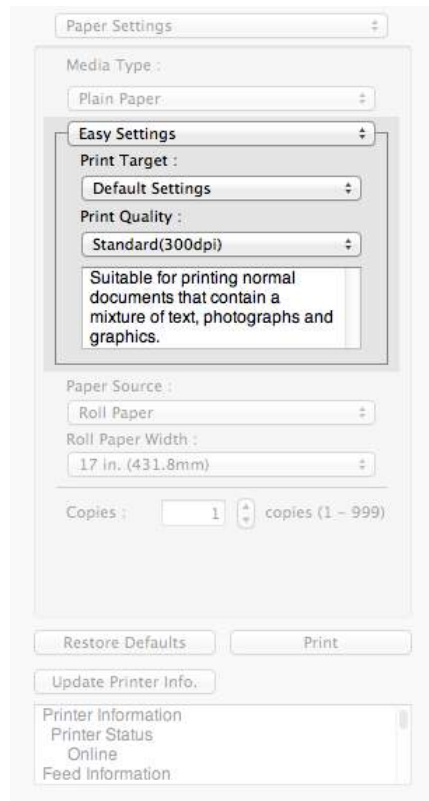 Paper Settings
Media Type :
Plain Paper
Easy Settings
Print Target :
Default Settings
Print Quality :
Standard(300dpi)
Suitable for printing normal
documents that contain a
mixture of text, photographs and
graphics.
Paper Source :
Roll Paper
Roll Paper Width :
17 in. (431.8mm)
Copies : 1 copies (1 – 999)
Restore Defaults Print
Update Printer Info.
Printer Information
Printer Status
Online
Feed Information